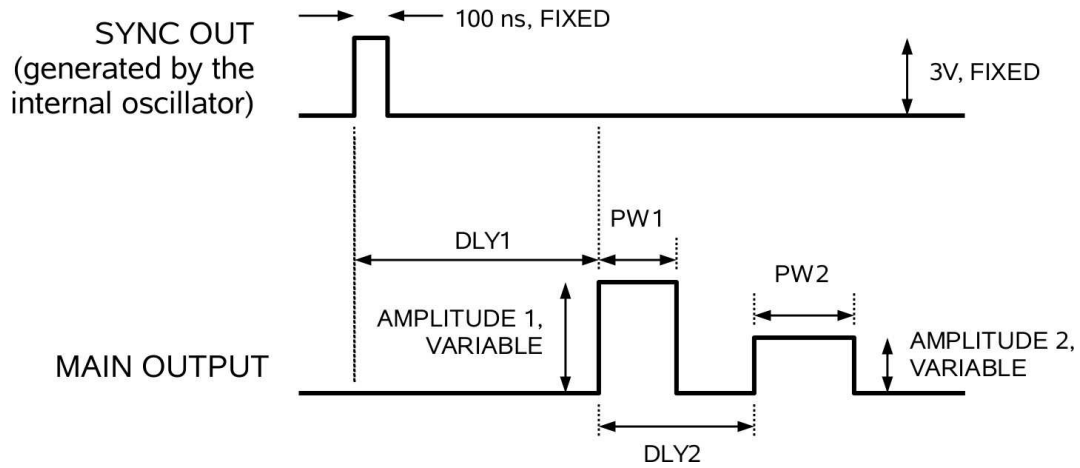 100 ns, FIXED
SYNC OUT
(generated by the
internal oscillator)
3V, FIXED
PW1
DLY1
PW2
AMPLITUDE 1,
VARIABLE
AMPLITUDE 2,
VARIABLE
MAIN OUTPUT
DLY2